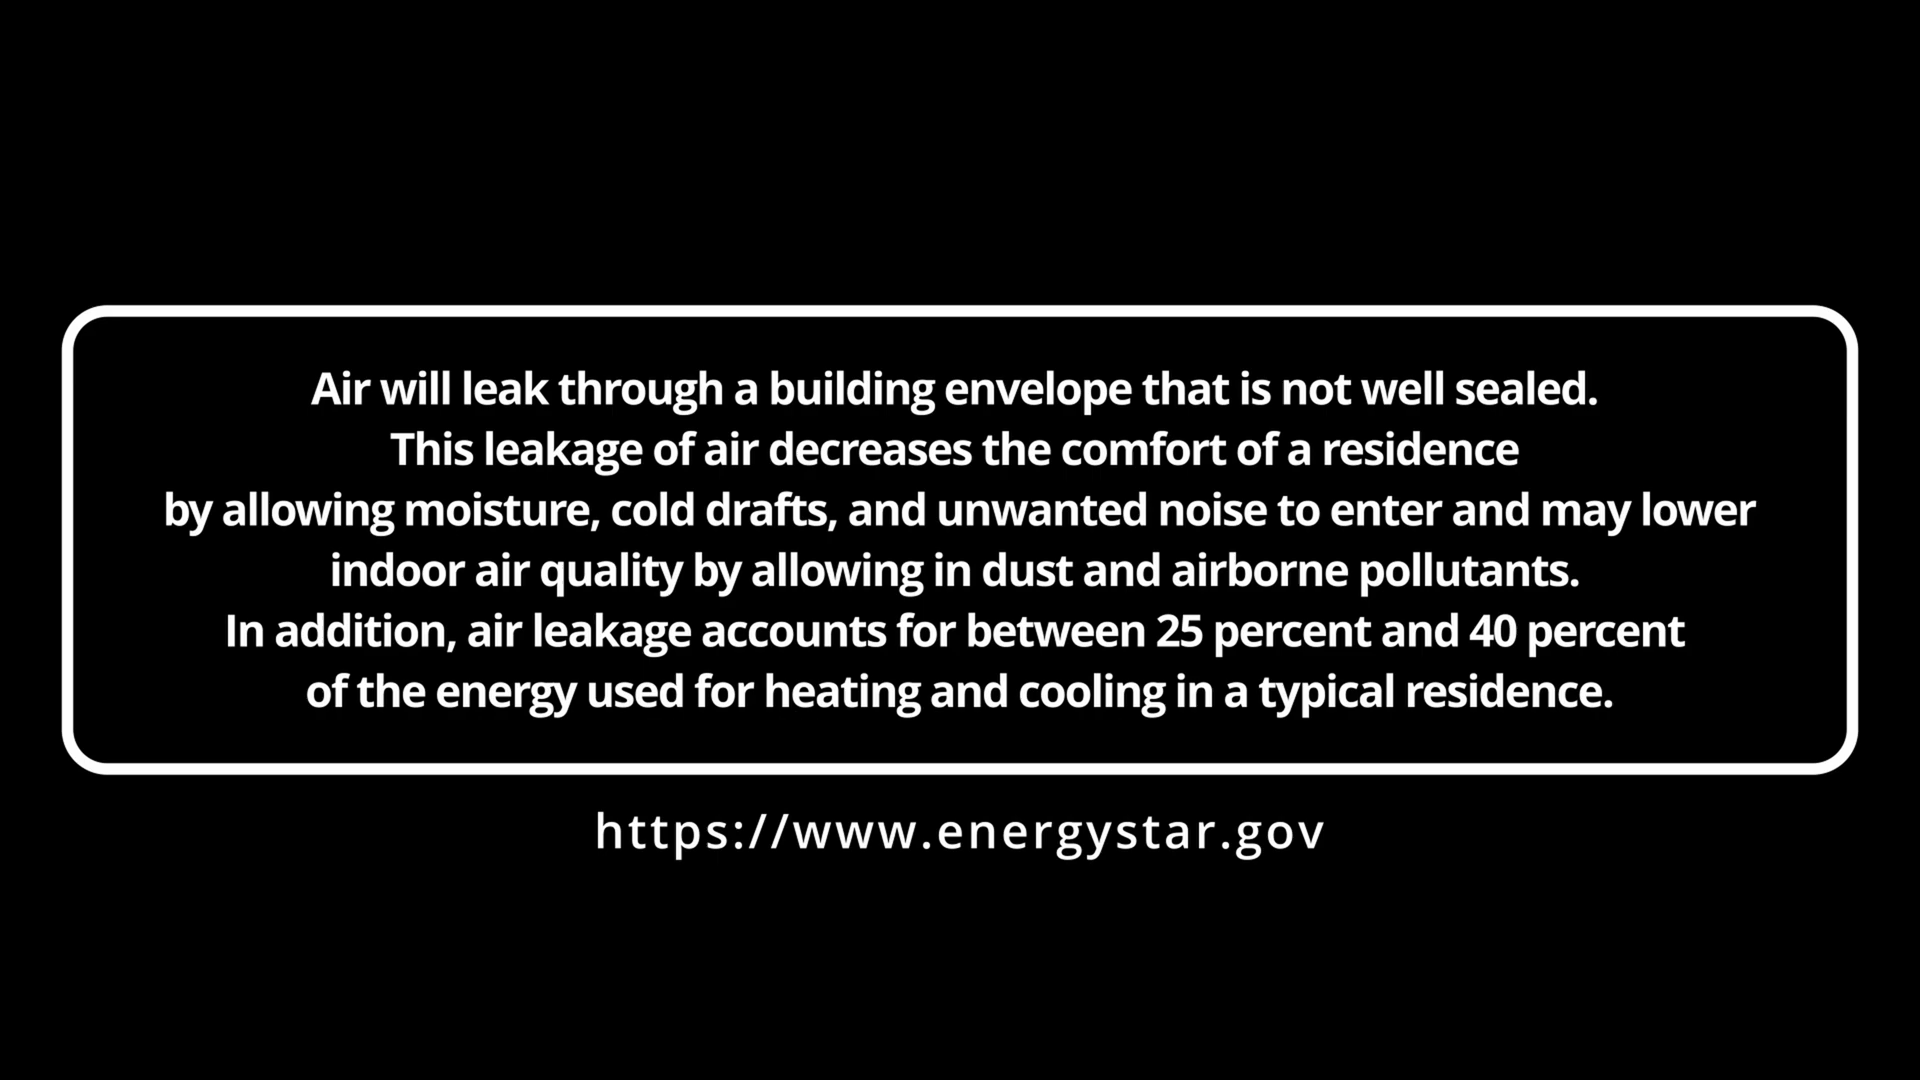 Air will leak through a building envelope that is not well sealed.
This leakage of air decreases the comfort of a residence
by allowing moisture, cold drafts, and unwanted noise to enter and may lower
indoor air quality by allowing in dust and airborne pollutants.
In addition, air leakage accounts for between 25 percent and 40 percent
of the energy used for heating and cooling in a typical residence.
https://www.energystar.gov